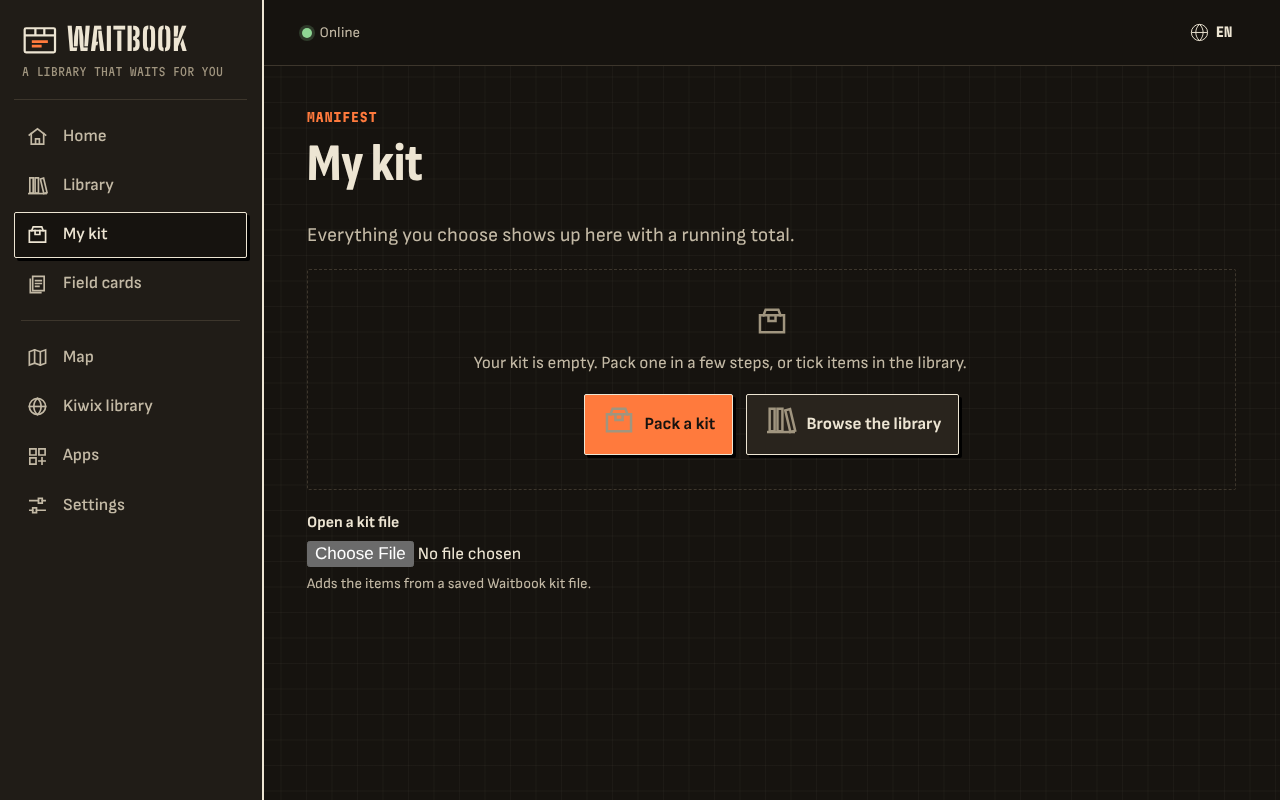 WAITBOOK
A LIBRARY THAT WAITS FOR YOU
Home
Library
My kit
Field cards
Map
Kiwix library
Apps
Settings
Online
EN
MANIFEST
My kit
Everything you choose shows up here with a running total.
Your kit is empty. Pack one in a few steps, or tick items in the library.
Pack a kit
Browse the library
Open a kit file
Choose File No file chosen
Adds the items from a saved Waitbook kit file.